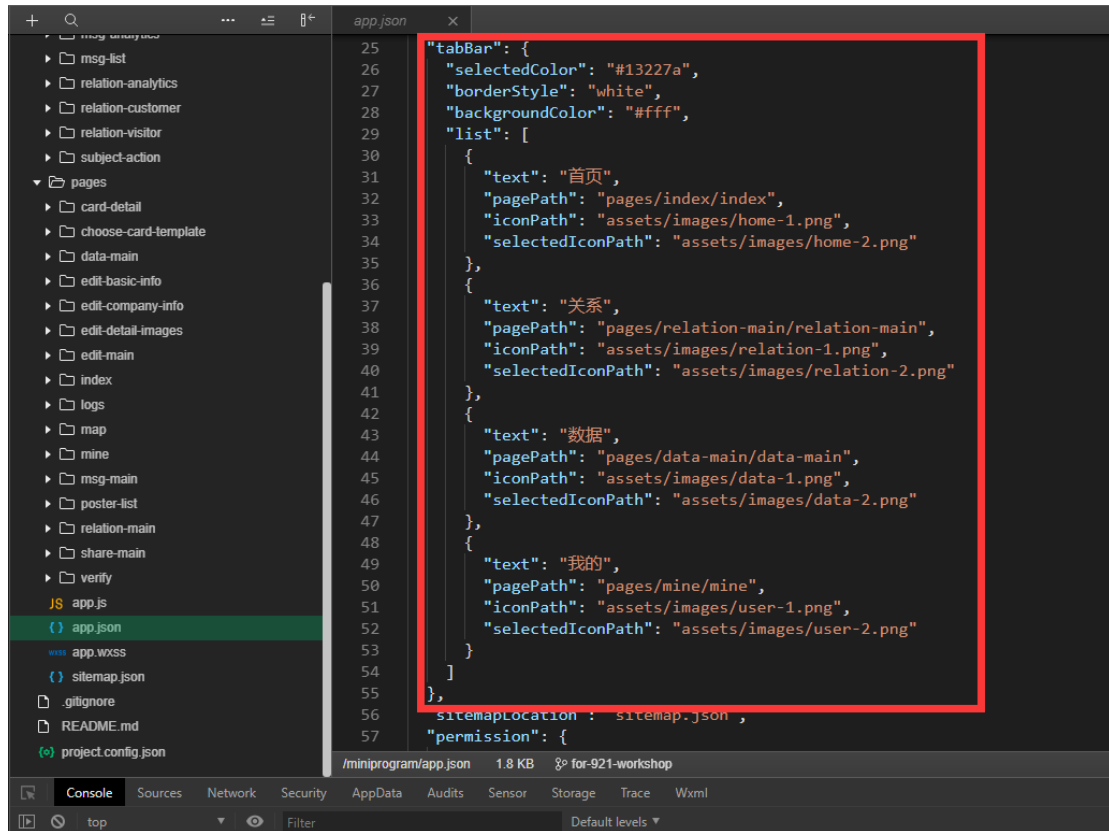 app.json
msg-analytics
msg-list
relation-analytics
relation-customer
relation-visitor
subject-action
pages
card-detail
choose-card-template
data-main
edit-basic-info
edit-company-info
edit-detail-images
edit-main
index
logs
map
mine
msg-main
poster-list
relation-main
share-main
verify
JS app.js
{ } app.json
wxss app.wxss
{ } sitemap.json
.gitignore
README.md
{o} project.config.json
25 "tabBar": {
26 "selectedColor": "#13227a",
27 "borderStyle": "white",
28 "backgroundColor": "#fff",
29 "list": [
30 {
31 "text": "首页",
32 "pagePath": "pages/index/index",
33 "iconPath": "assets/images/home-1.png",
34 "selectedIconPath": "assets/images/home-2.png"
35 },
36 {
37 "text": "关系",
38 "pagePath": "pages/relation-main/relation-main",
39 "iconPath": "assets/images/relation-1.png",
40 "selectedIconPath": "assets/images/relation-2.png"
41 },
42 {
43 "text": "数据",
44 "pagePath": "pages/data-main/data-main",
45 "iconPath": "assets/images/data-1.png",
46 "selectedIconPath": "assets/images/data-2.png"
47 },
48 {
49 "text": "我的",
50 "pagePath": "pages/mine/mine",
51 "iconPath": "assets/images/user-1.png",
52 "selectedIconPath": "assets/images/user-2.png"
53 }
54 ]
55 },
56 "sitemapLocation": "sitemap.json",
57 "permission": {
/miniprogram/app.json 1.8 KB for-921-workshop
Console Sources Network Security AppData Audits Sensor Storage Trace Wxml
top Filter Default levels